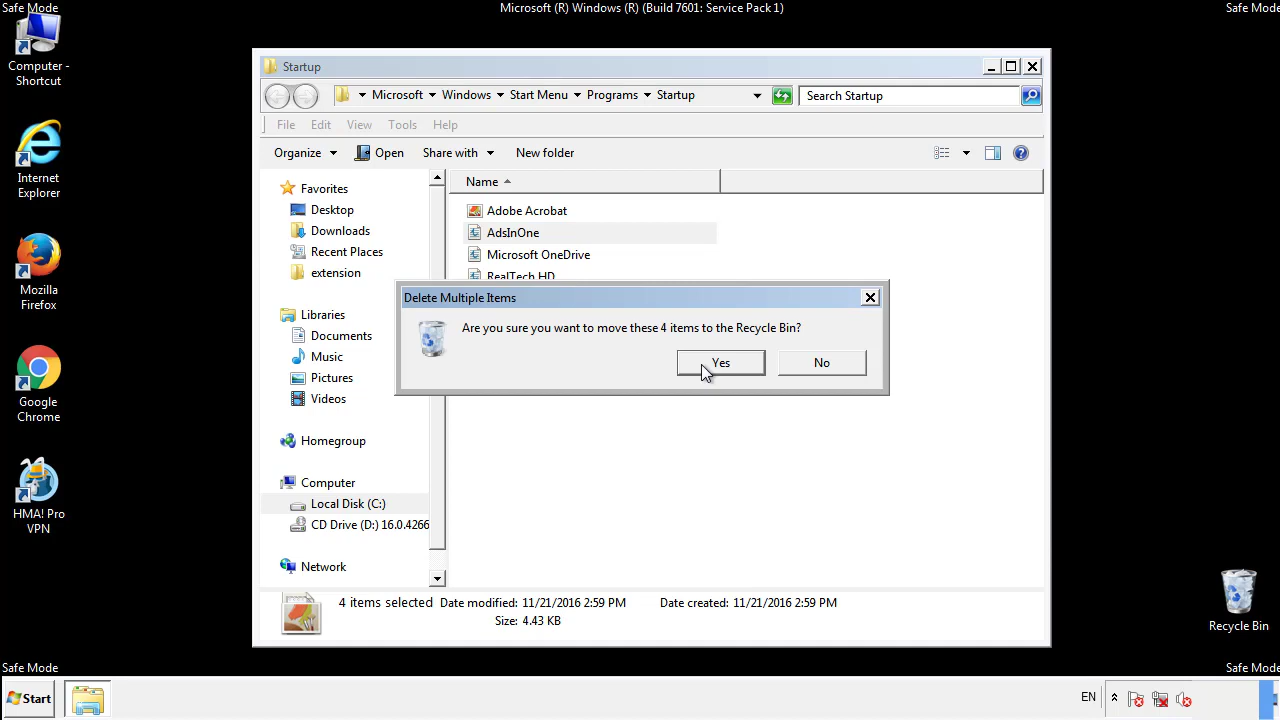 Safe Mode
Microsoft (R) Windows (R) (Build 7601: Service Pack 1)
Safe Mode
Computer -
Shortcut
Internet
Explorer
Mozilla
Firefox
Google
Chrome
HMA! Pro
VPN
Startup
Microsoft Windows Start Menu Programs Startup
Search Startup
File Edit View Tools Help
Organize Open Share with New folder
Favorites
Desktop
Downloads
Recent Places
extension
Libraries
Documents
Music
Pictures
Videos
Homegroup
Computer
Local Disk (C:)
CD Drive (D:) 16.0.4266
Network
Name
Adobe Acrobat
AdsInOne
Microsoft OneDrive
RealTech HD
Delete Multiple Items
Are you sure you want to move these 4 items to the Recycle Bin?
Yes No
4 items selected Date modified: 11/21/2016 2:59 PM Date created: 11/21/2016 2:59 PM
Size: 4.43 KB
Recycle Bin
Safe Mode
Safe Mode
Start
EN